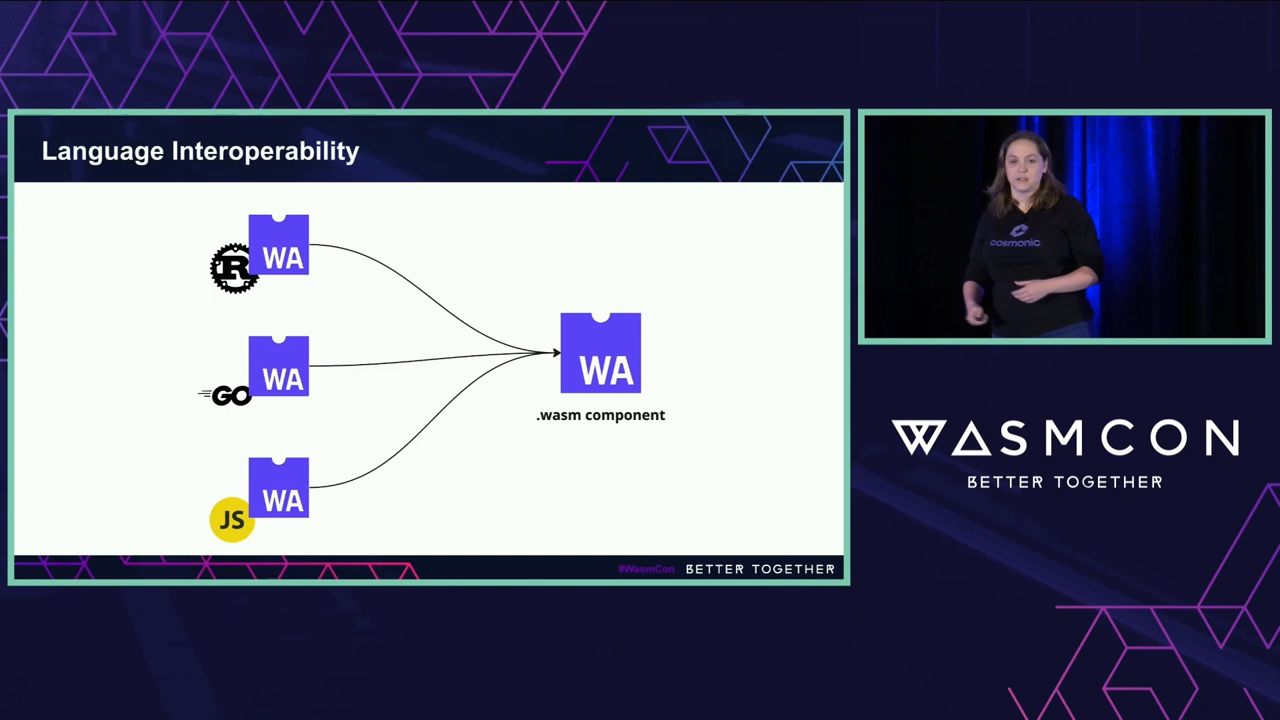 Language Interoperability
R
WA
GO
WA
JS
WA
WA
.wasm component
#WasmCon BETTER TOGETHER
cosmonic
WASMCON
BETTER TOGETHER